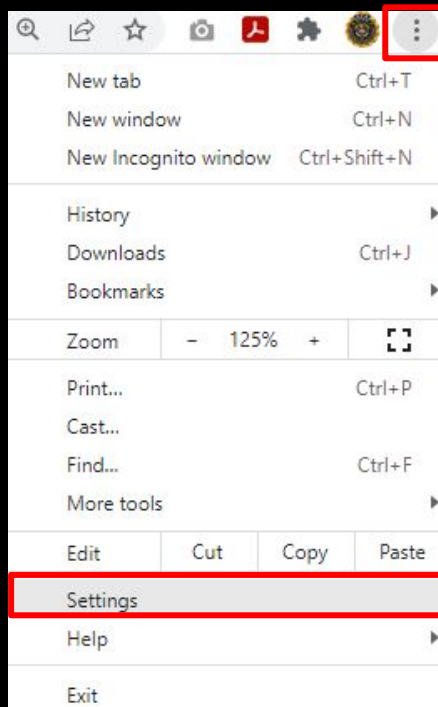 New tab Ctrl+T
New window Ctrl+N
New Incognito window Ctrl+Shift+N
History
Downloads Ctrl+J
Bookmarks
Zoom - 125% +
Print... Ctrl+P
Cast...
Find... Ctrl+F
More tools
Edit Cut Copy Paste
Settings
Help
Exit